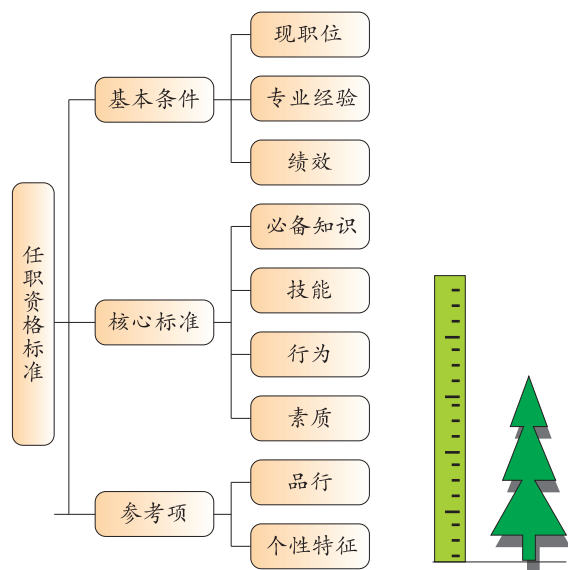 任职资格标准
基本条件
现职位
专业经验
绩效
核心标准
必备知识
技能
行为
素质
参考项
品行
个性特征